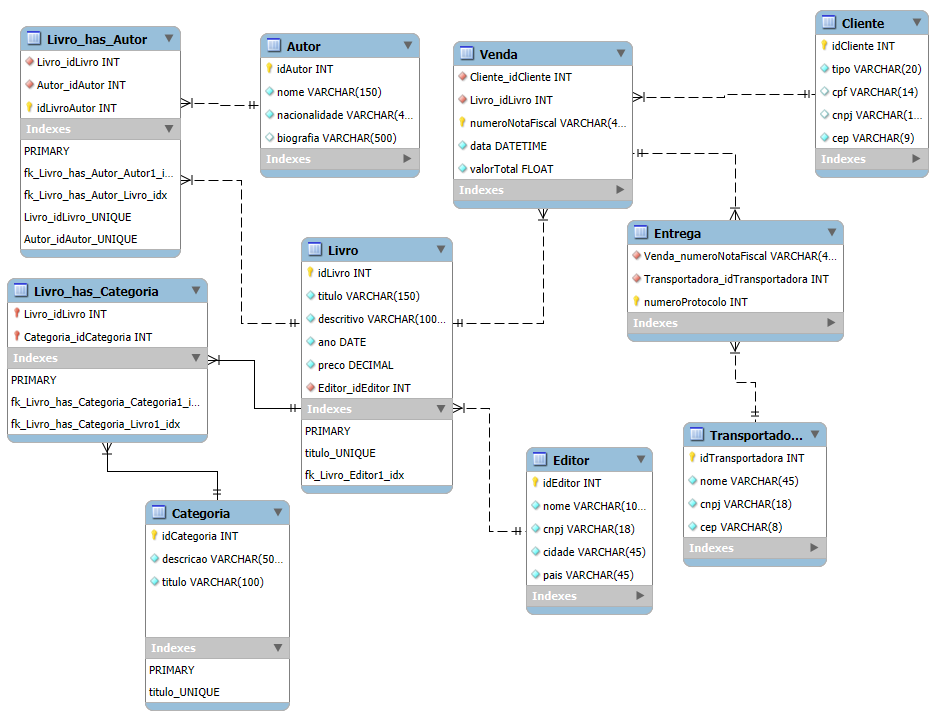 Livro_has_Autor
Livro_idLivro INT
Autor_idAutor INT
idLivroAutor INT
Indexes
PRIMARY
fk_Livro_has_Autor_Autor1_i...
fk_Livro_has_Autor_Livro_idx
Livro_idLivro_UNIQUE
Autor_idAutor_UNIQUE
Autor
idAutor INT
nome VARCHAR(150)
nacionalidade VARCHAR(4...
biografia VARCHAR(500)
Indexes
Venda
Cliente_idCliente INT
Livro_idLivro INT
numeroNotaFiscal VARCHAR(4...
data DATETIME
valorTotal FLOAT
Indexes
Cliente
idCliente INT
tipo VARCHAR(20)
cpf VARCHAR(14)
cnpj VARCHAR(1...
cep VARCHAR(9)
Indexes
Livro_has_Categoria
Livro_idLivro INT
Categoria_idCategoria INT
Indexes
PRIMARY
fk_Livro_has_Categoria_Categoria1_i...
fk_Livro_has_Categoria_Livro1_idx
Livro
idLivro INT
titulo VARCHAR(150)
descritivo VARCHAR(100...
ano DATE
preco DECIMAL
Editor_idEditor INT
Indexes
PRIMARY
titulo_UNIQUE
fk_Livro_Editor1_idx
Entrega
Venda_numeroNotaFiscal VARCHAR(4...
Transportadora_idTransportadora INT
numeroProtocolo INT
Indexes
Categoria
idCategoria INT
descricao VARCHAR(50...
titulo VARCHAR(100)
Indexes
PRIMARY
titulo_UNIQUE
Editor
idEditor INT
nome VARCHAR(10...
cnpj VARCHAR(18)
cidade VARCHAR(45)
pais VARCHAR(45)
Indexes
Transportado...
idTransportadora INT
nome VARCHAR(45)
cnpj VARCHAR(18)
cep VARCHAR(8)
Indexes